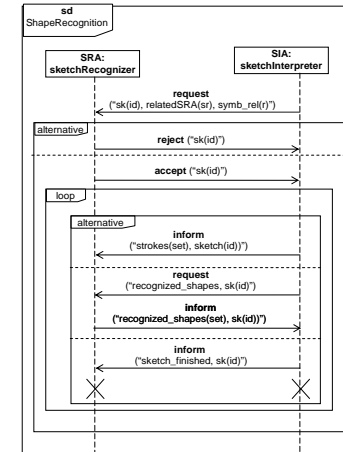 sd
ShapeRecognition
SRA:
sketchRecognizer
SIA:
sketchInterpreter
request
("sk(id), relatedSRA(sr), symb_rel(r)")
alternative
reject ("sk(id)")
accept ("sk(id)")
loop
alternative
inform
("strokes(set), sketch(id))")
request
("recognized_shapes, sk(id)")
inform
("recognized_shapes(set), sk(id))")
inform
("sketch_finished, sk(id)")